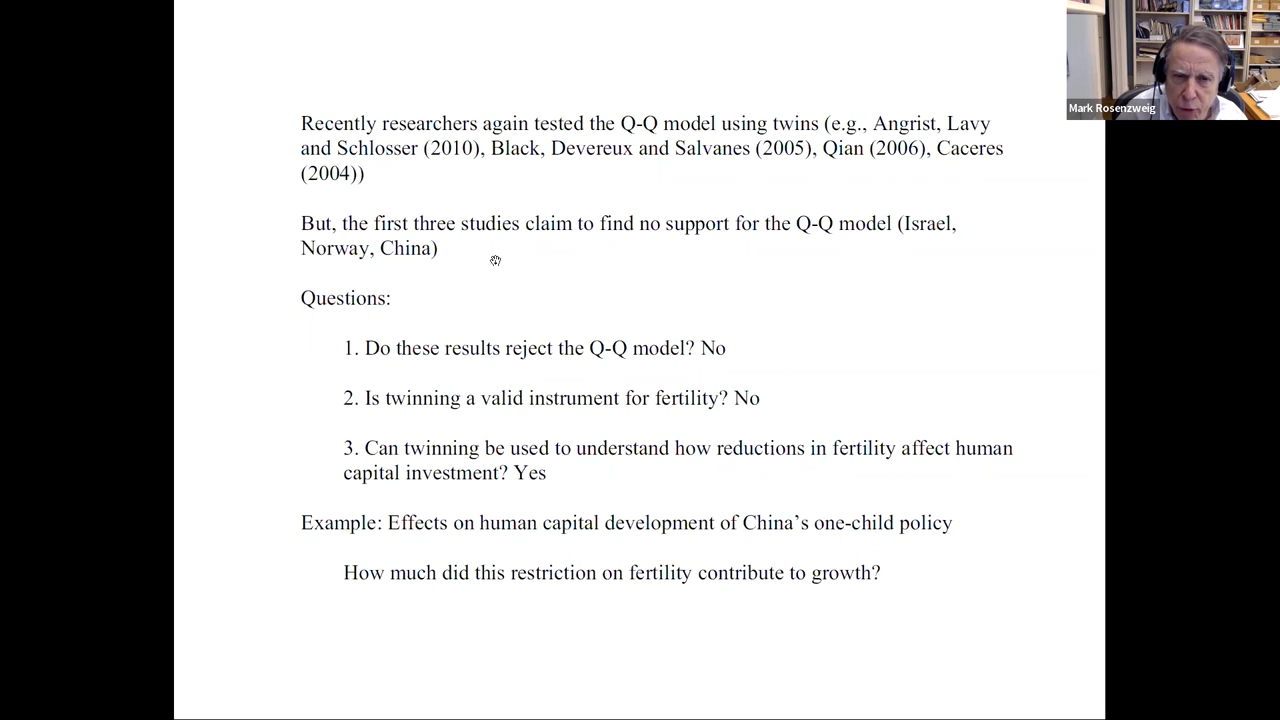 Mark Rosenzweig
Recently researchers again tested the Q-Q model using twins (e.g., Angrist, Lavy
and Schlosser (2010), Black, Devereux and Salvanes (2005), Qian (2006), Caceres
(2004))
But, the first three studies claim to find no support for the Q-Q model (Israel,
Norway, China)
Questions:
1. Do these results reject the Q-Q model? No
2. Is twinning a valid instrument for fertility? No
3. Can twinning be used to understand how reductions in fertility affect human
capital investment? Yes
Example: Effects on human capital development of China’s one-child policy
How much did this restriction on fertility contribute to growth?